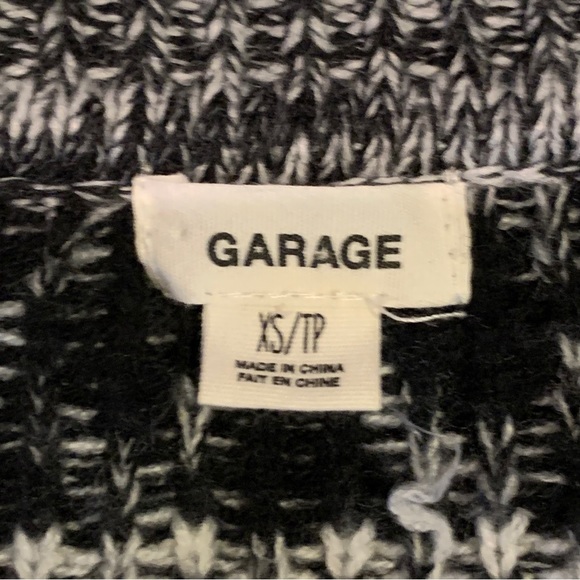 GARAGE
XS/TP
MADE IN CHINA
FAIT EN CHINE